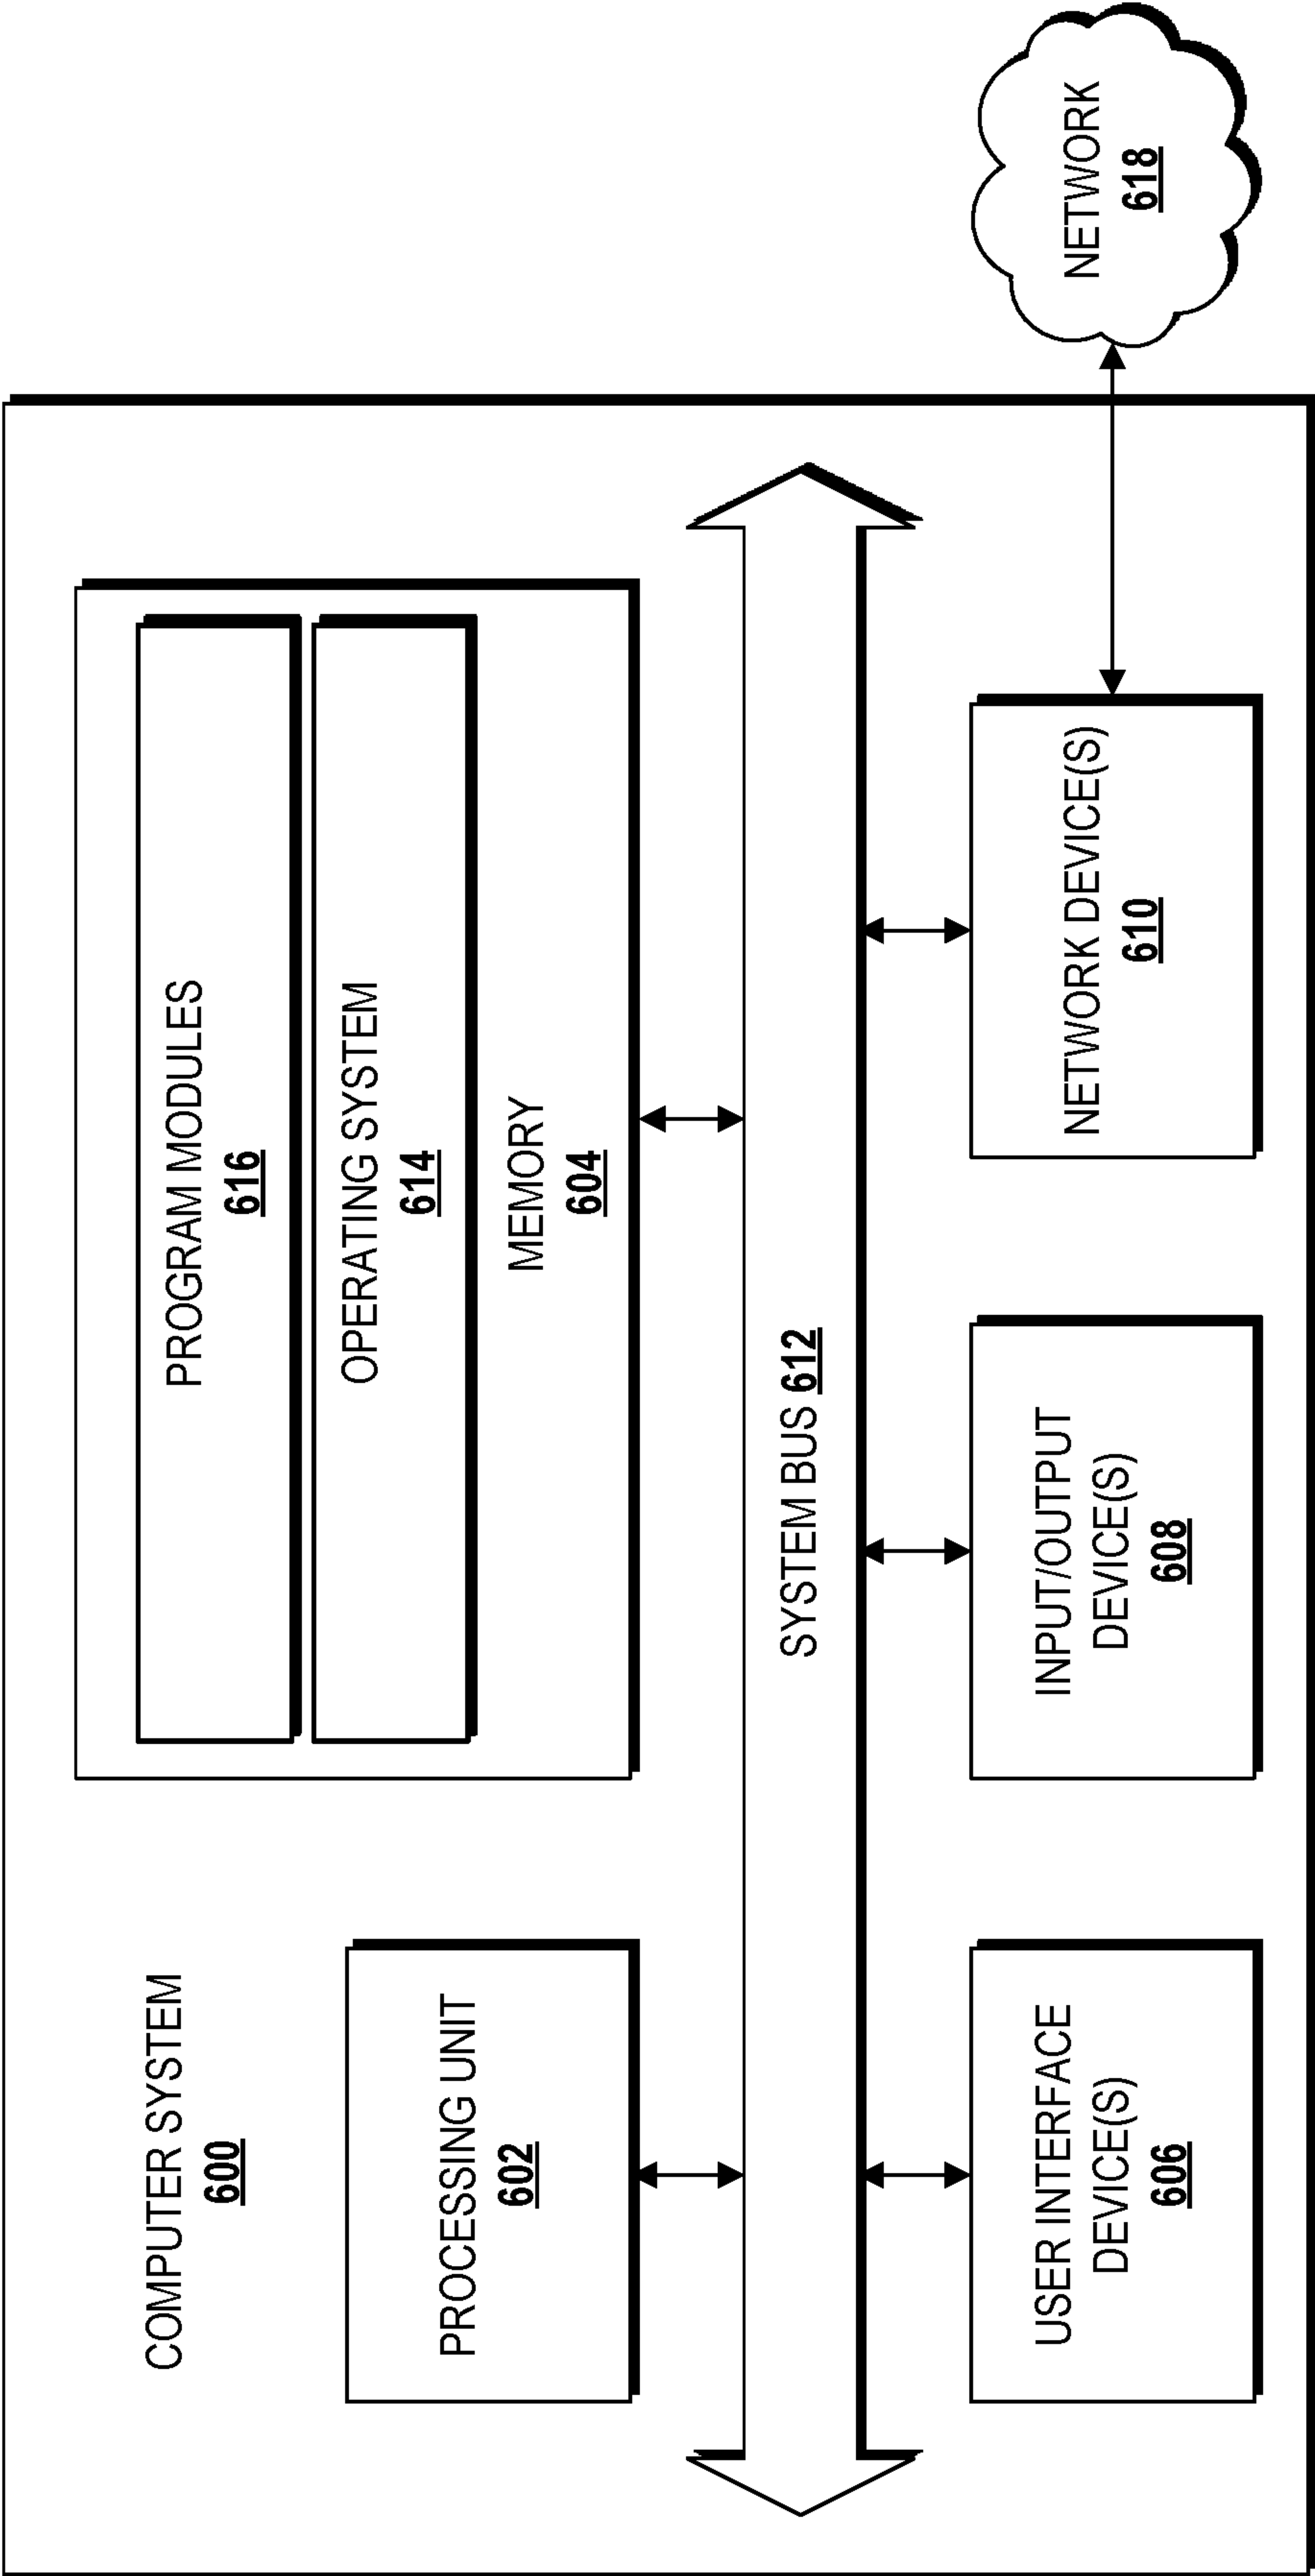 COMPUTER SYSTEM
600
PROCESSING UNIT
602
PROGRAM MODULES
616
OPERATING SYSTEM
614
MEMORY
604
SYSTEM BUS 612
USER INTERFACE
DEVICE(S)
606
INPUT/OUTPUT
DEVICE(S)
608
NETWORK DEVICE(S)
610
NETWORK
618